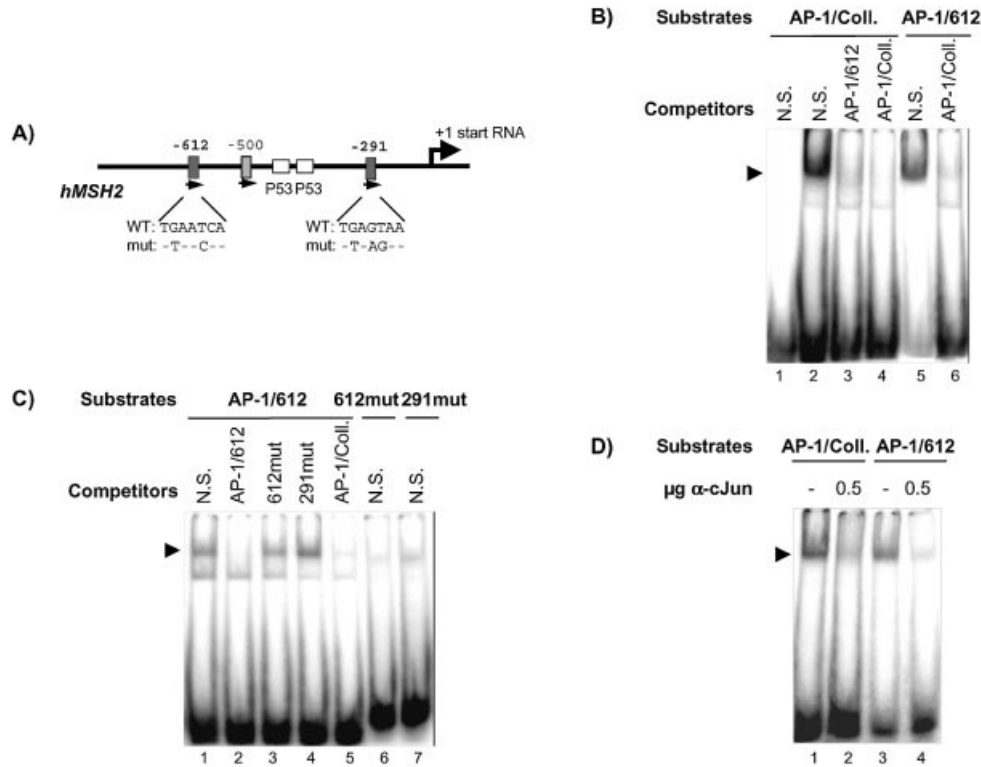 A)
-612
-500
-291
+1 start RNA
hMSH2
P53 P53
WT: TGAATCA
mut: -T--C--
WT: TGAGTAA
mut: -T-AG--
B)
Substrates AP-1/Coll. AP-1/612
Competitors N.S. N.S. AP-1/612 AP-1/Coll. N.S. AP-1/Coll.
1 2 3 4 5 6
C)
Substrates AP-1/612 612mut 291mut
Competitors N.S. AP-1/612 612mut 291mut AP-1/Coll. N.S. N.S.
1 2 3 4 5 6 7
D)
Substrates AP-1/Coll. AP-1/612
µg α-cJun - 0.5 - 0.5
1 2 3 4